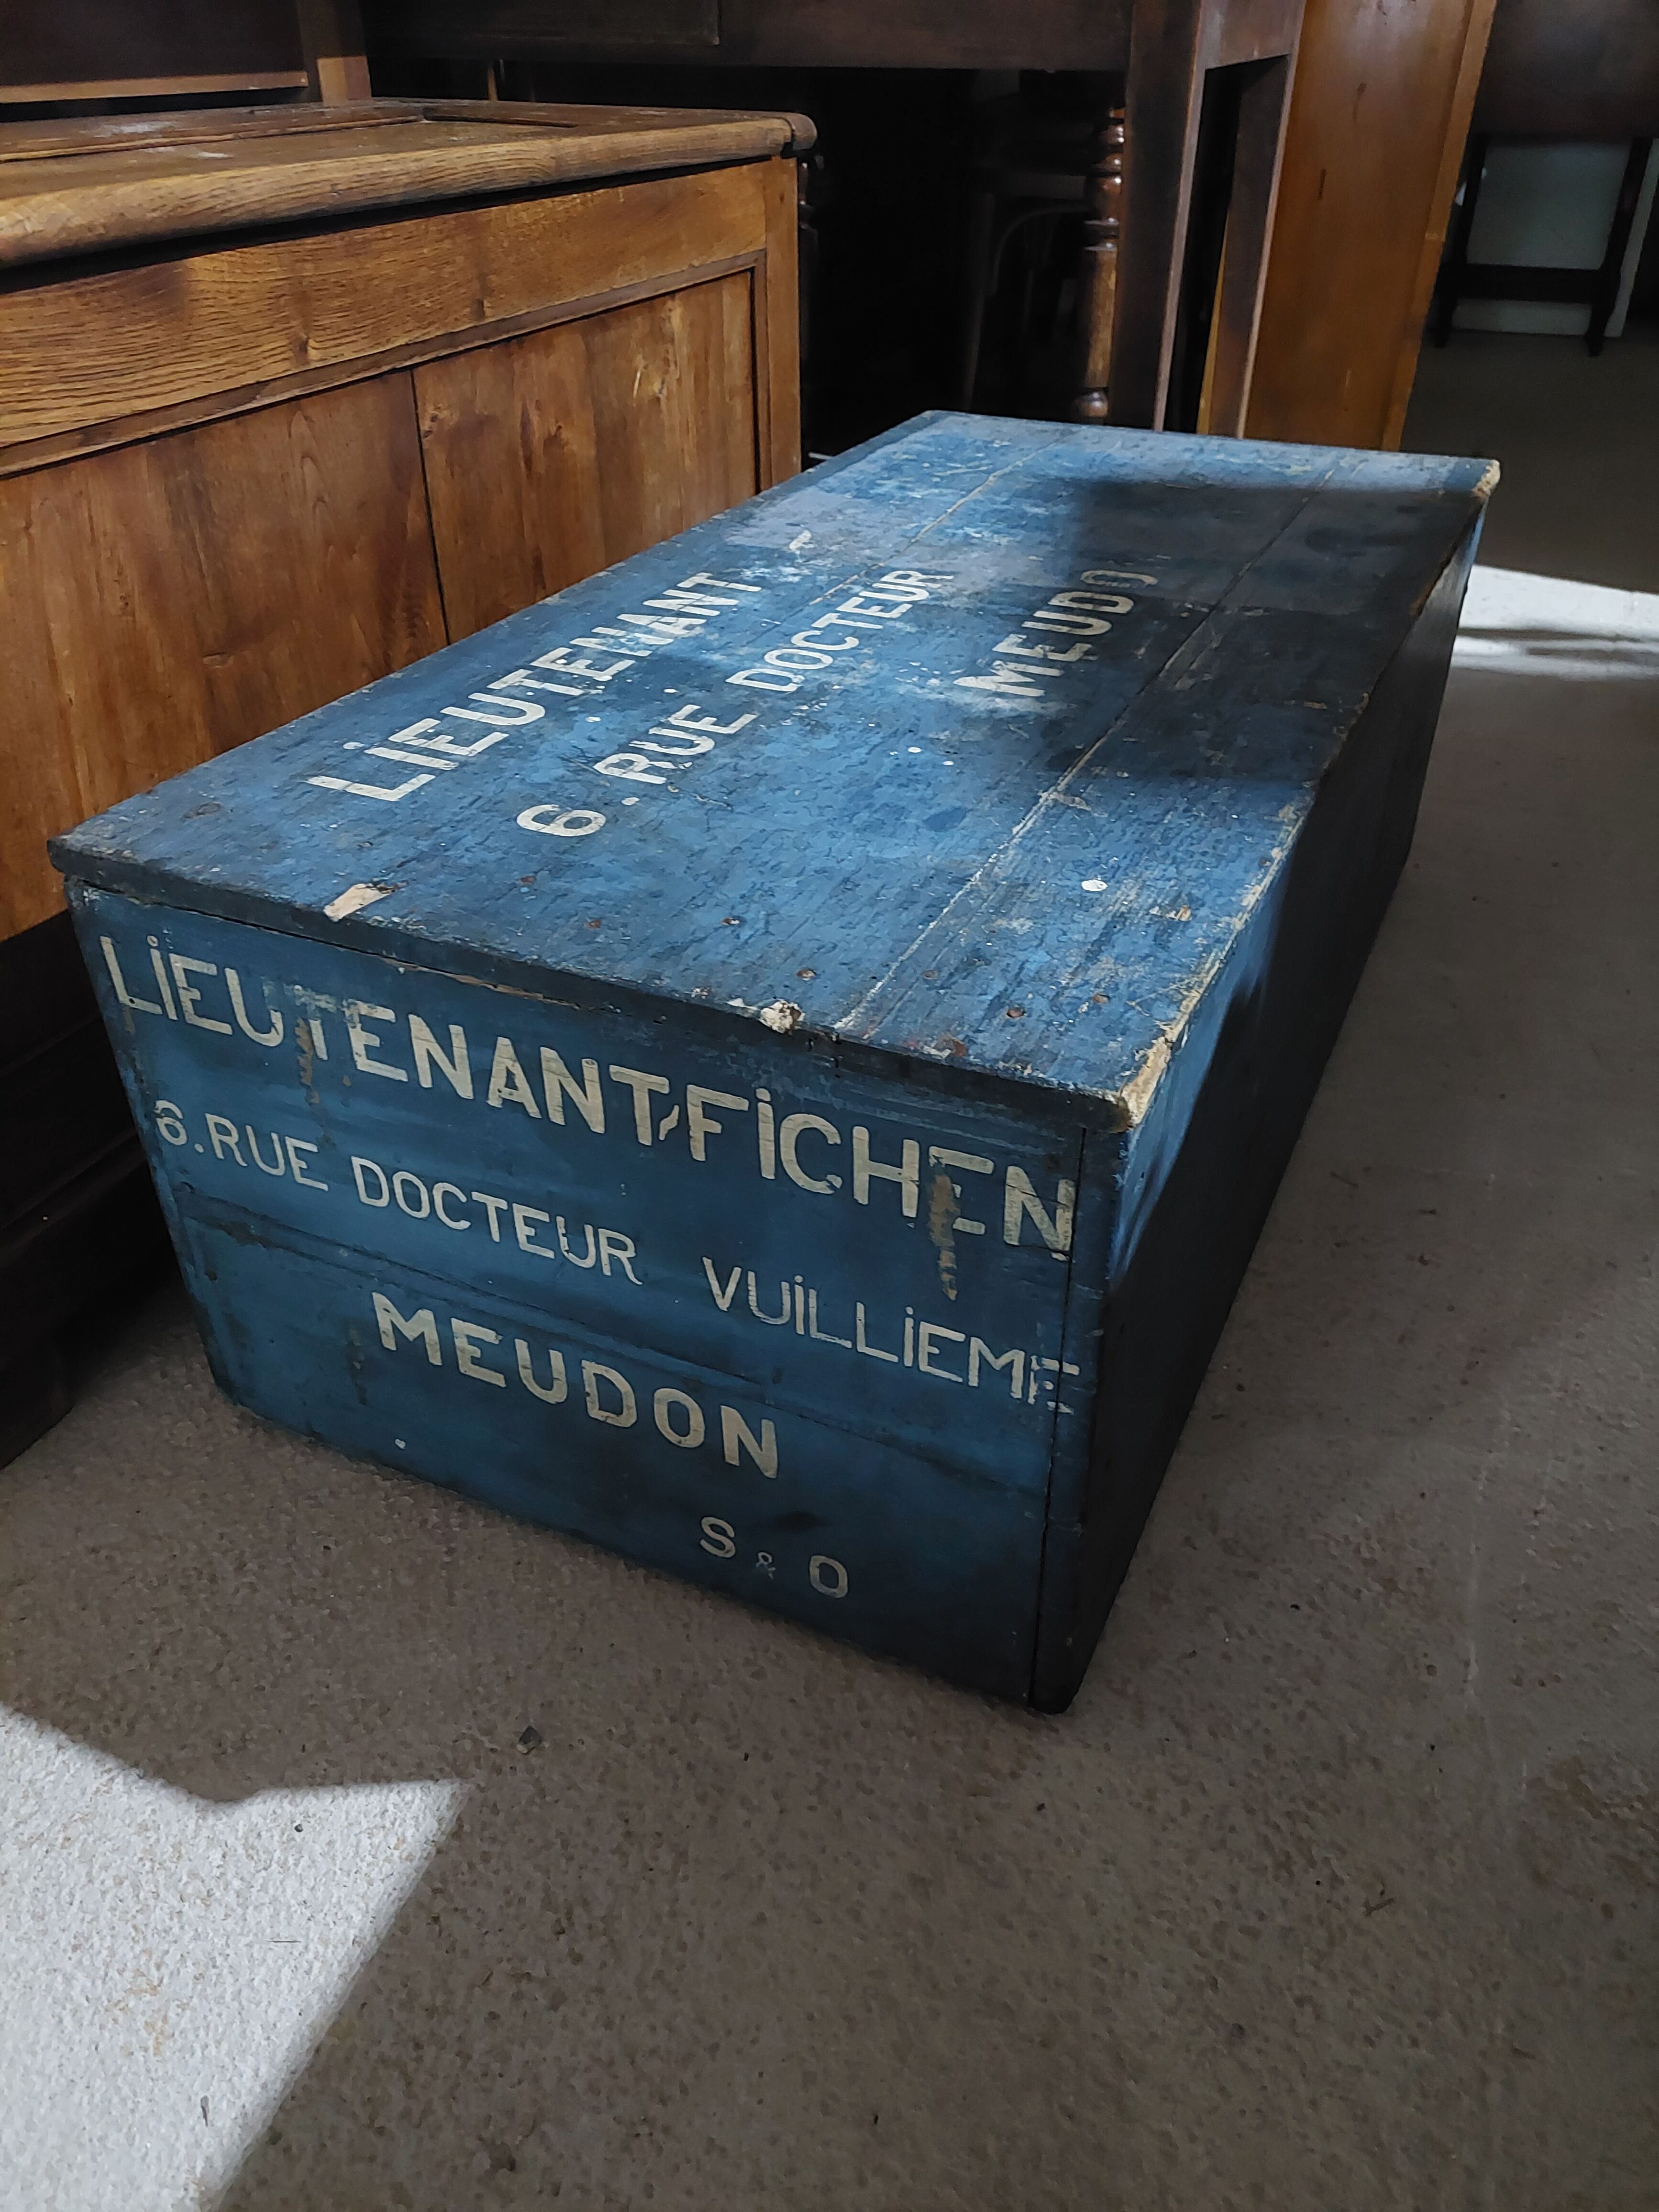 LIEUTENANT
6. RUE DOCTEUR
MEUDO
LIEUTENANT FICHEN
6. RUE DOCTEUR VUILLIEME
MEUDON
S & O